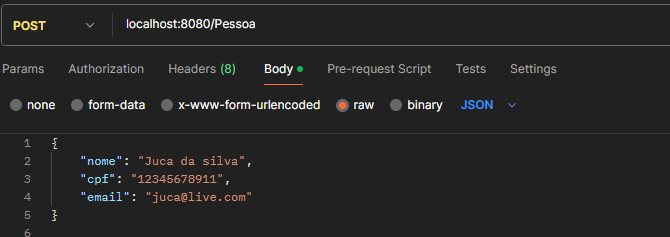 POST localhost:8080/Pessoa
Params Authorization Headers (8) Body Pre-request Script Tests Settings
none form-data x-www-form-urlencoded raw binary JSON
1 {
2 "nome": "Juca da silva",
3 "cpf": "12345678911",
4 "email": "juca@live.com"
5 }
6